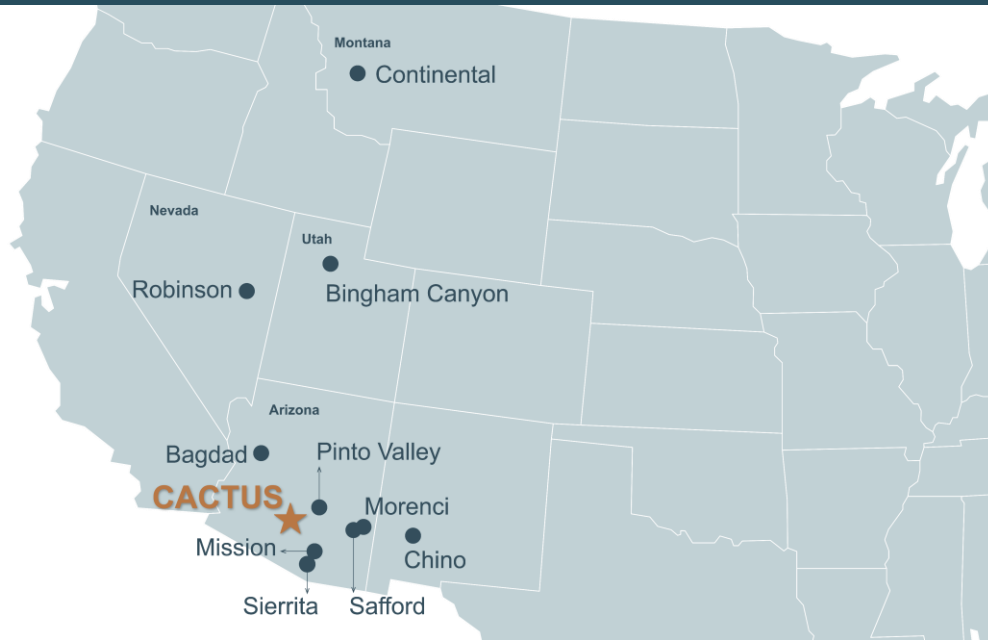 Montana
Continental
Nevada
Utah
Robinson
Bingham Canyon
Arizona
Bagdad
Pinto Valley
CACTUS
Morenci
Mission
Chino
Sierrita
Safford